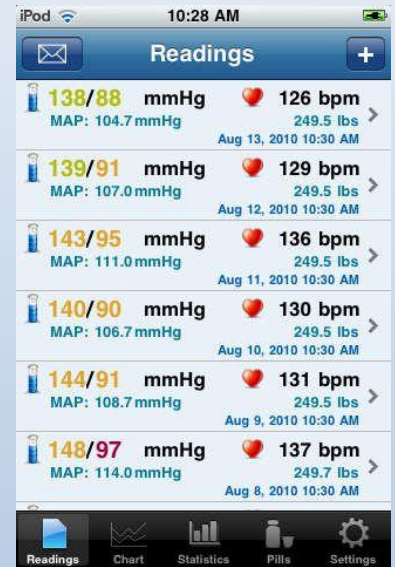 iPod 10:28 AM
Readings +
138/88 mmHg 126 bpm
MAP: 104.7 mmHg 249.5 lbs
Aug 13, 2010 10:30 AM
139/91 mmHg 129 bpm
MAP: 107.0 mmHg 249.5 lbs
Aug 12, 2010 10:30 AM
143/95 mmHg 136 bpm
MAP: 111.0 mmHg 249.5 lbs
Aug 11, 2010 10:30 AM
140/90 mmHg 130 bpm
MAP: 106.7 mmHg 249.5 lbs
Aug 10, 2010 10:30 AM
144/91 mmHg 131 bpm
MAP: 108.7 mmHg 249.5 lbs
Aug 9, 2010 10:30 AM
148/97 mmHg 137 bpm
MAP: 114.0 mmHg 249.7 lbs
Aug 8, 2010 10:30 AM
Readings Chart Statistics Pills Settings